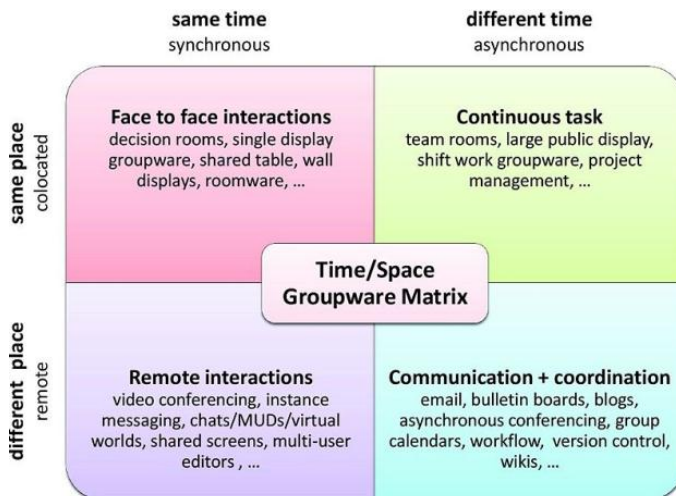 same time
synchronous
different time
asynchronous
same place
colocated
Face to face interactions
decision rooms, single display
groupware, shared table, wall
displays, roomware, ...
Continuous task
team rooms, large public display,
shift work groupware, project
management, ...
Time/Space
Groupware Matrix
different place
remote
Remote interactions
video conferencing, instance
messaging, chats/MUDs/virtual
worlds, shared screens, multi-user
editors , ...
Communication + coordination
email, bulletin boards, blogs,
asynchronous conferencing, group
calendars, workflow, version control,
wikis, ...